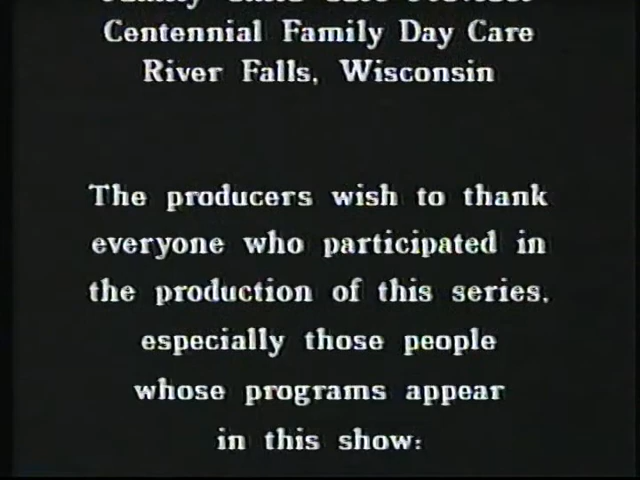 Centennial Family Day Care
River Falls, Wisconsin
The producers wish to thank
everyone who participated in
the production of this series,
especially those people
whose programs appear
in this show: